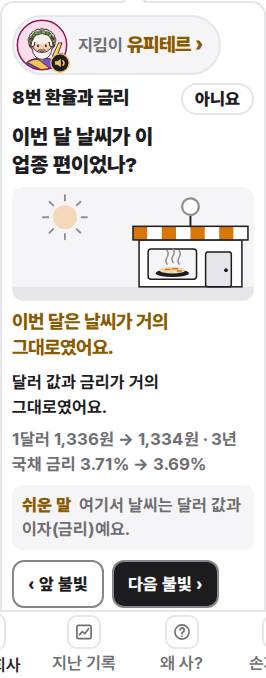 지킴이 유피테르 ›
8번 환율과 금리
아니요
이번 달 날씨가 이
업종 편이었나?
이번 달은 날씨가 거의
그대로였어요.
달러 값과 금리가 거의
그대로였어요.
1달러 1,336원 → 1,334원 · 3년
국채 금리 3.71% → 3.69%
쉬운 말 여기서 날씨는 달러 값과
이자(금리)예요.
‹ 앞 불빛
다음 불빛 ›
회사
지난 기록
왜 사?